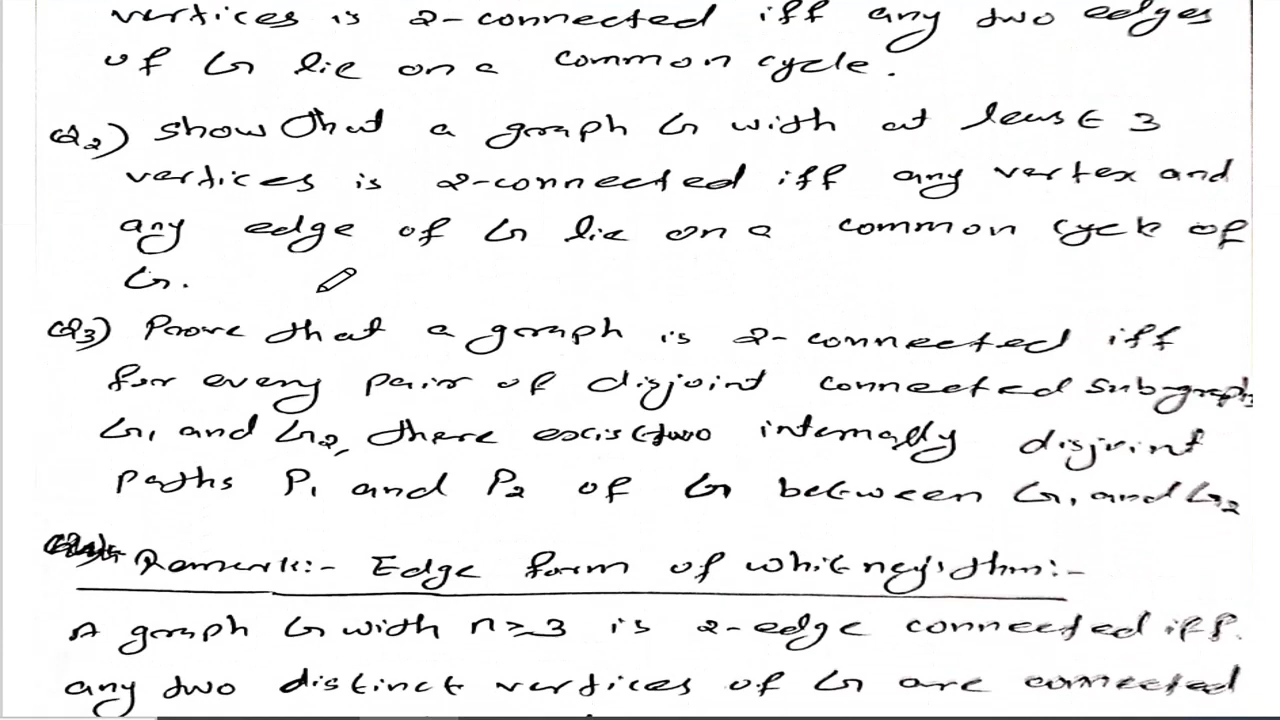 vertices is 2-connected iff any two edges
of G lie on a common cycle.
Q2) Show that a graph G with at least 3
vertices is 2-connected iff any vertex and
any edge of G lie on a common cycle of
G.
Q3) Prove that a graph is 2-connected iff
for every pair of disjoint connected subgraphs
G1 and G2, there exist two internally disjoint
paths P1 and P2 of G between G1 and G2
Remark:- Edge form of whitney's thm:-
A graph G with n≥3 is 2-edge connected iff.
any two distinct vertices of G are connected